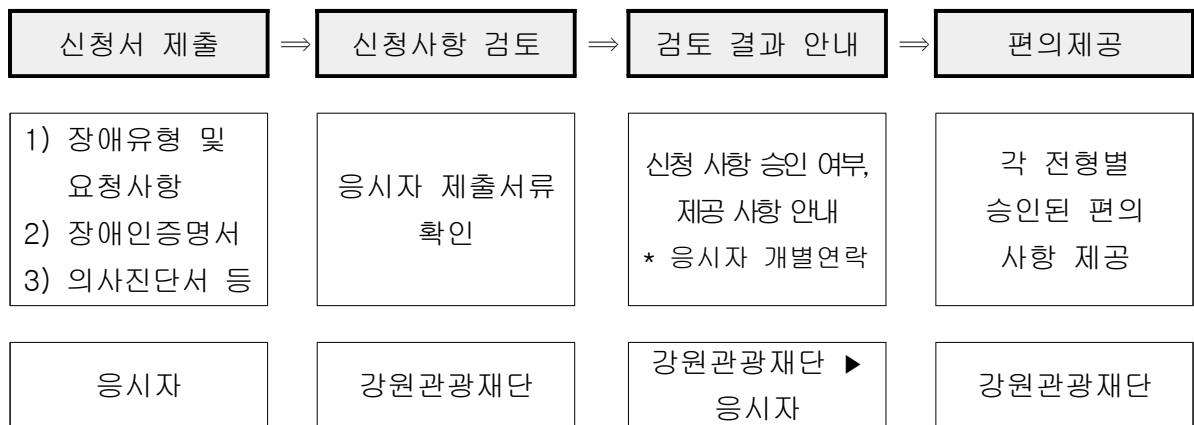 신청서 제출 ⇒ 신청사항 검토 ⇒ 검토 결과 안내 ⇒ 편의제공
1) 장애유형 및
요청사항
2) 장애인증명서
3) 의사진단서 등
응시자 제출서류
확인
신청 사항 승인 여부,
제공 사항 안내
* 응시자 개별연락
각 전형별
승인된 편의
사항 제공
응시자
강원관광재단
강원관광재단 ▶
응시자
강원관광재단